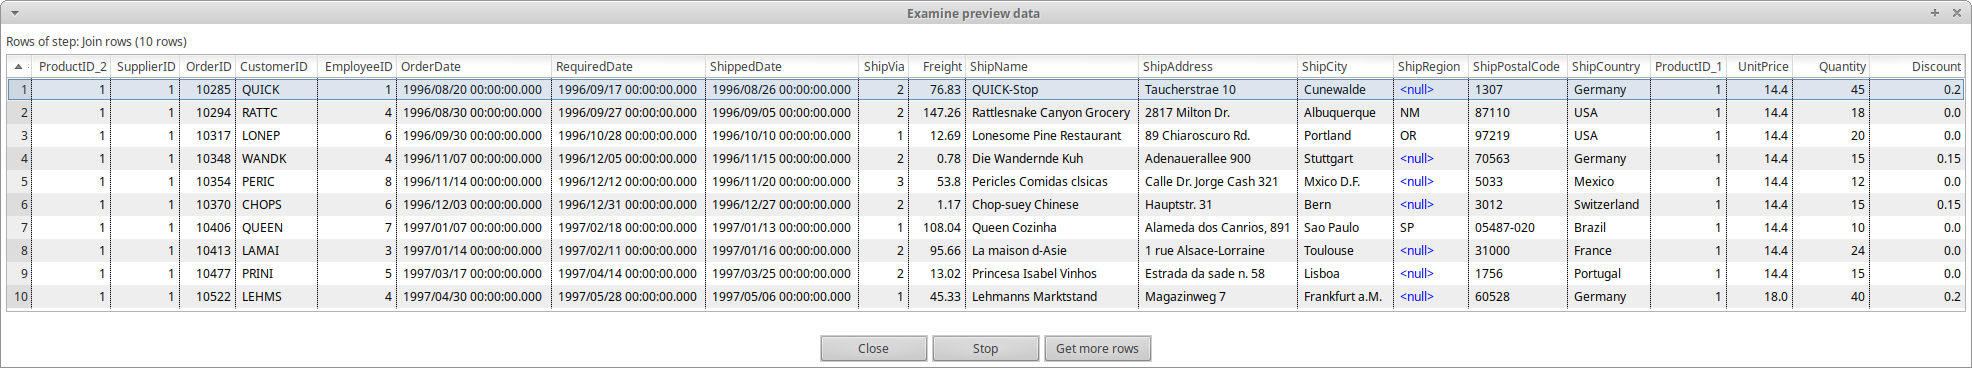 Examine preview data
Rows of step: Join rows (10 rows)
ProductID_2 SupplierID OrderID CustomerID EmployeeID OrderDate RequiredDate ShippedDate ShipVia Freight ShipName ShipAddress ShipCity ShipRegion ShipPostalCode ShipCountry ProductID_1 UnitPrice Quantity Discount
1 1 1 10285 QUICK 1 1996/08/20 00:00:00.000 1996/09/17 00:00:00.000 1996/08/26 00:00:00.000 2 76.83 QUICK-Stop Taucherstrae 10 Cunewalde <null> 1307 Germany 1 14.4 45 0.2
2 1 1 10294 RATTC 4 1996/08/30 00:00:00.000 1996/09/27 00:00:00.000 1996/09/05 00:00:00.000 2 147.26 Rattlesnake Canyon Grocery 2817 Milton Dr. Albuquerque NM 87110 USA 1 14.4 18 0.0
3 1 1 10317 LONEP 6 1996/09/30 00:00:00.000 1996/10/28 00:00:00.000 1996/10/10 00:00:00.000 1 12.69 Lonesome Pine Restaurant 89 Chiaroscuro Rd. Portland OR 97219 USA 1 14.4 20 0.0
4 1 1 10348 WANDK 4 1996/11/07 00:00:00.000 1996/12/05 00:00:00.000 1996/11/15 00:00:00.000 2 0.78 Die Wandernde Kuh Adenauerallee 900 Stuttgart <null> 70563 Germany 1 14.4 15 0.15
5 1 1 10354 PERIC 8 1996/11/14 00:00:00.000 1996/12/12 00:00:00.000 1996/11/20 00:00:00.000 3 53.8 Pericles Comidas clsicas Calle Dr. Jorge Cash 321 Mxico D.F. <null> 5033 Mexico 1 14.4 12 0.0
6 1 1 10370 CHOPS 6 1996/12/03 00:00:00.000 1996/12/31 00:00:00.000 1996/12/27 00:00:00.000 2 1.17 Chop-suey Chinese Hauptstr. 31 Bern <null> 3012 Switzerland 1 14.4 15 0.15
7 1 1 10406 QUEEN 7 1997/01/07 00:00:00.000 1997/02/18 00:00:00.000 1997/01/13 00:00:00.000 1 108.04 Queen Cozinha Alameda dos Canrios, 891 Sao Paulo SP 05487-020 Brazil 1 14.4 10 0.0
8 1 1 10413 LAMAI 3 1997/01/14 00:00:00.000 1997/02/11 00:00:00.000 1997/01/16 00:00:00.000 2 95.66 La maison d-Asie 1 rue Alsace-Lorraine Toulouse <null> 31000 France 1 14.4 24 0.0
9 1 1 10477 PRINI 5 1997/03/17 00:00:00.000 1997/04/14 00:00:00.000 1997/03/25 00:00:00.000 2 13.02 Princesa Isabel Vinhos Estrada da sade n. 58 Lisboa <null> 1756 Portugal 1 14.4 15 0.0
10 1 1 10522 LEHMS 4 1997/04/30 00:00:00.000 1997/05/28 00:00:00.000 1997/05/06 00:00:00.000 1 45.33 Lehmanns Marktstand Magazinweg 7 Frankfurt a.M. <null> 60528 Germany 1 18.0 40 0.2
Close Stop Get more rows